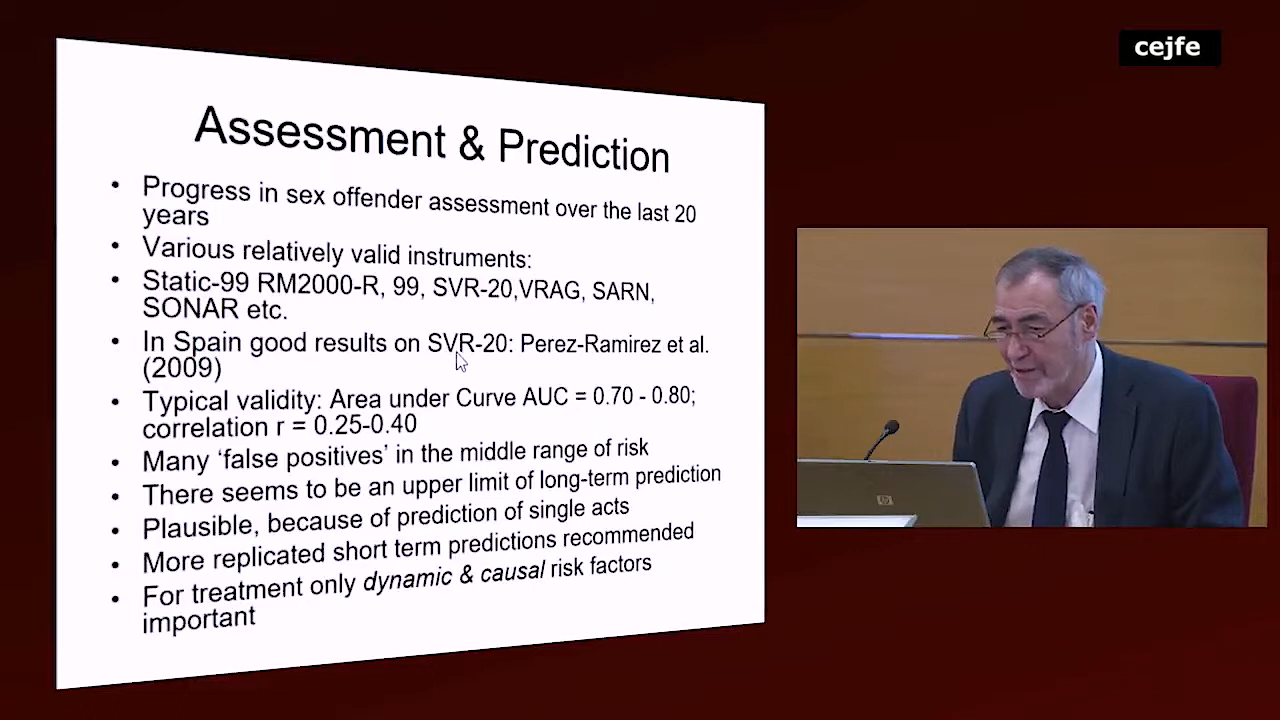 cejfe
Assessment & Prediction
• Progress in sex offender assessment over the last 20
years
• Various relatively valid instruments:
• Static-99 RM2000-R, 99, SVR-20,VRAG, SARN,
SONAR etc.
• In Spain good results on SVR-20: Perez-Ramirez et al.
(2009)
• Typical validity: Area under Curve AUC = 0.70 - 0.80;
correlation r = 0.25-0.40
• Many ‘false positives’ in the middle range of risk
• There seems to be an upper limit of long-term prediction
• Plausible, because of prediction of single acts
• More replicated short term predictions recommended
• For treatment only dynamic & causal risk factors
important
hp